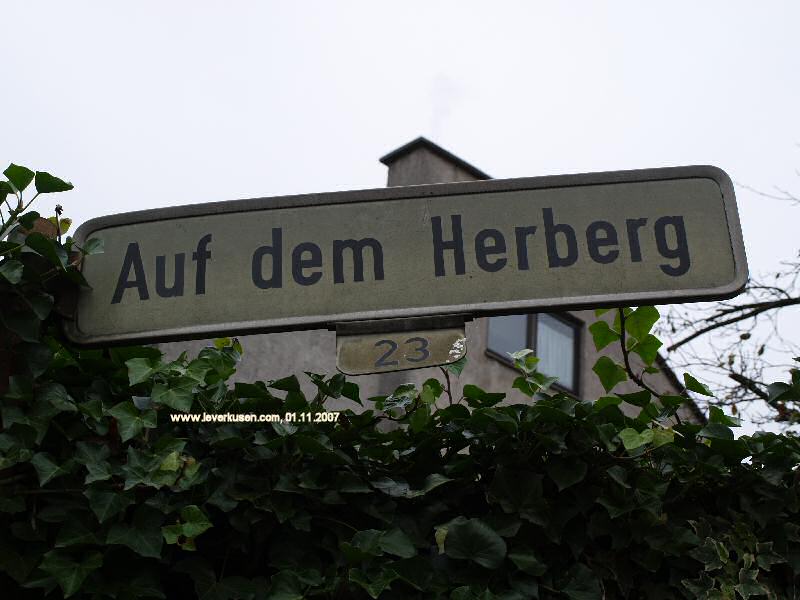 Auf dem Herberg
23
www.leverkusen.com, 01.11.2007